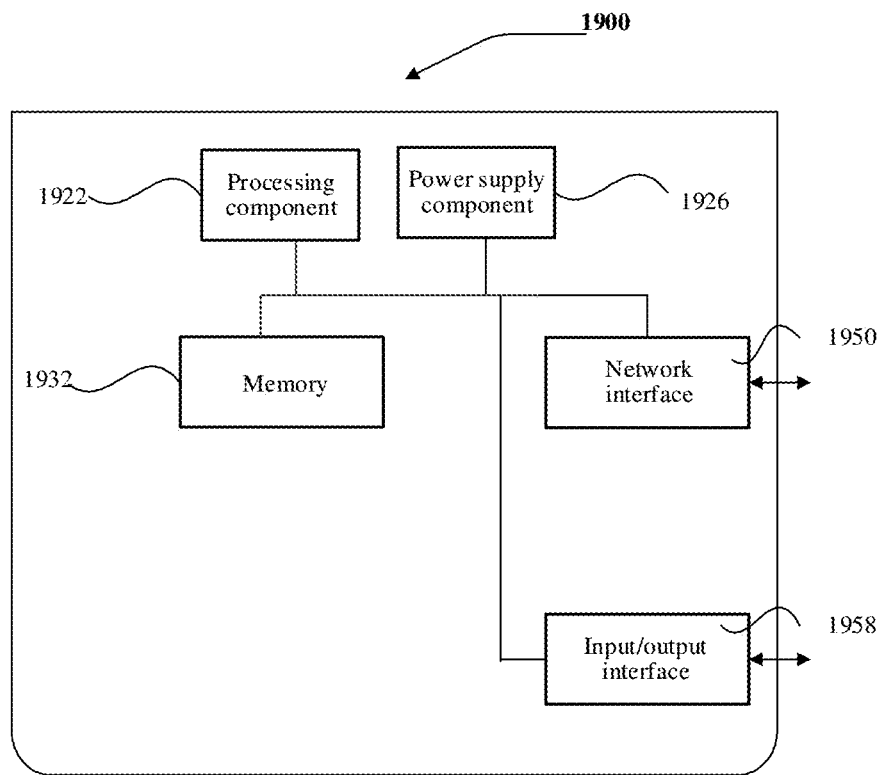 1900
Processing
component
Power supply
component
1922
1926
Memory
1932
Network
interface
1950
Input/output
interface
1958